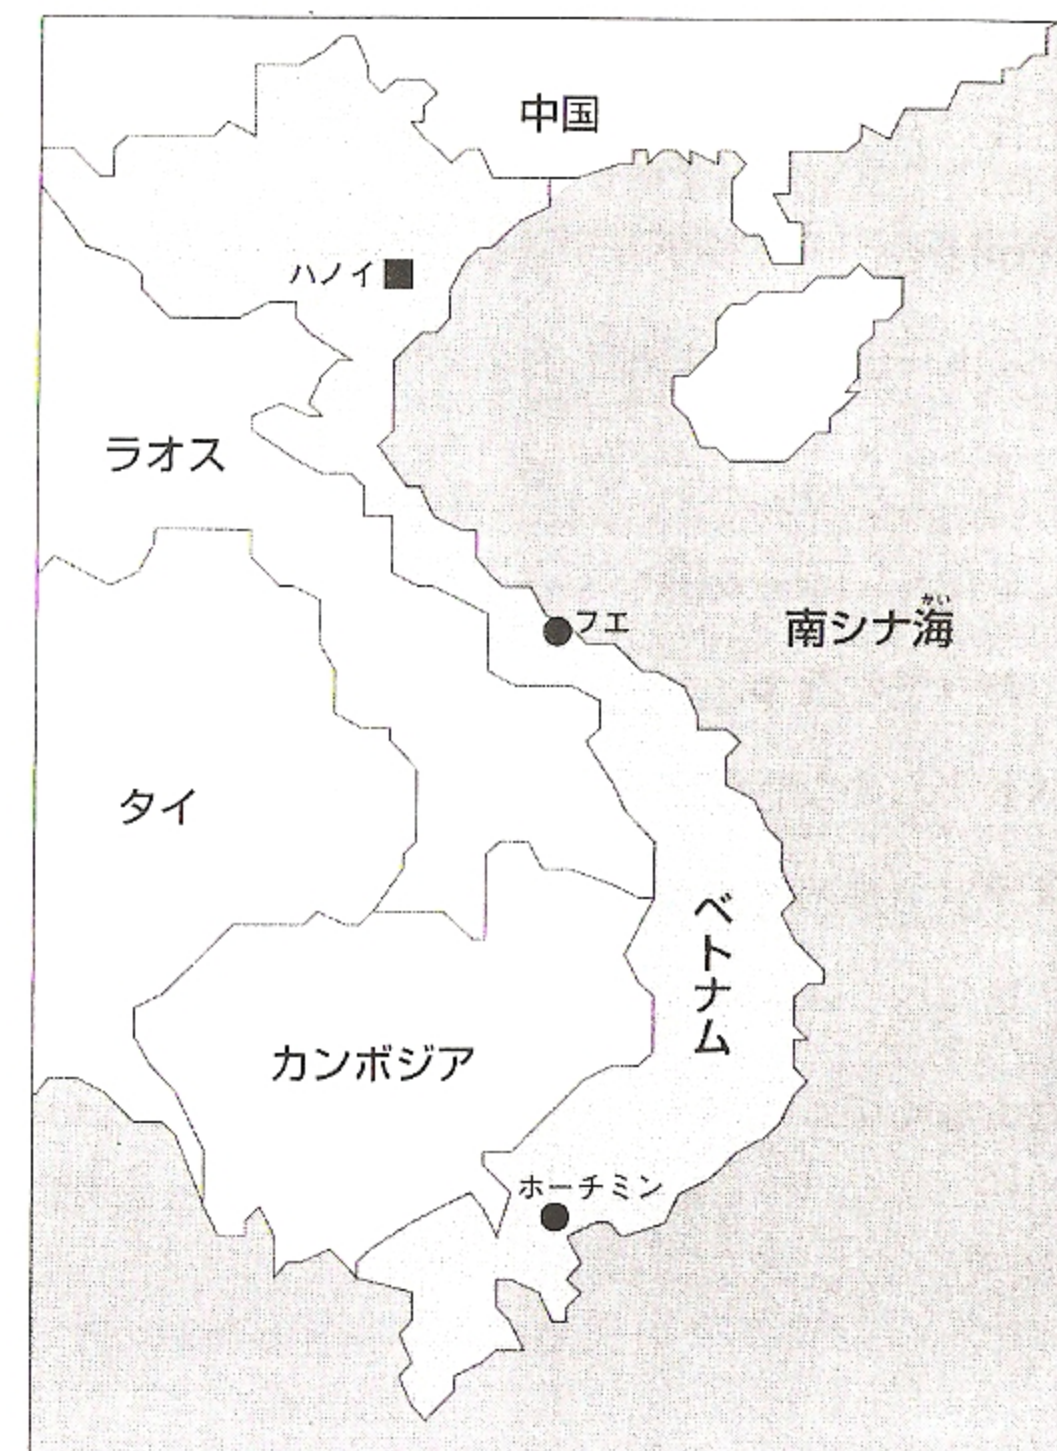 中国
ハノイ
ラオス
フエ
かい
南シナ海
タイ
ベトナム
カンボジア
ホーチミン